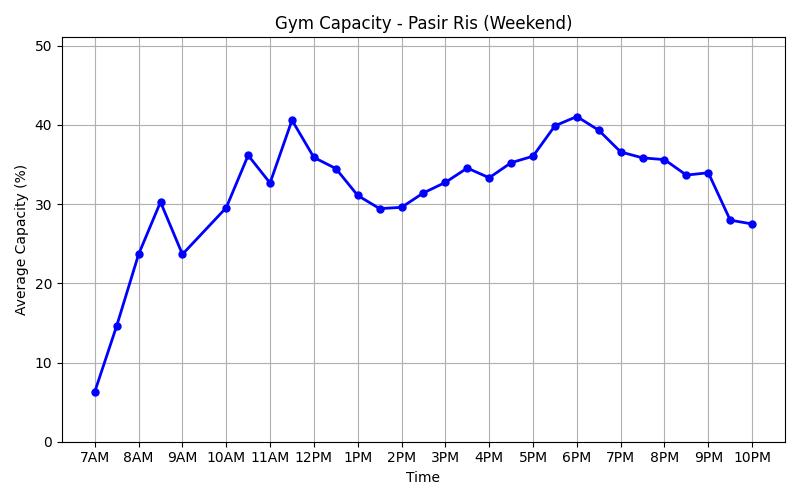 Gym Capacity - Pasir Ris (Weekend)
Average Capacity (%)
50
40
30
20
10
0
7AM 8AM 9AM 10AM 11AM 12PM 1PM 2PM 3PM 4PM 5PM 6PM 7PM 8PM 9PM 10PM
Time